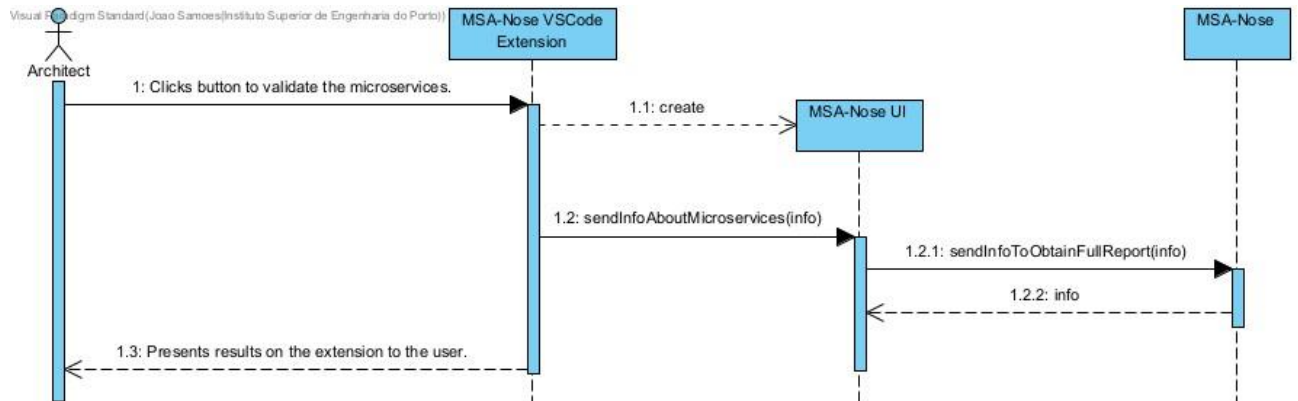 Visual Paradigm Standard(Joao Samoes(Instituto Superior de Engenharia do Porto))
MSA-Nose VSCode
Extension
MSA-Nose
Architect
1: Clicks button to validate the microservices.
1.1: create
MSA-Nose UI
1.2: sendInfoAboutMicroservices(info)
1.2.1: sendInfoToObtainFullReport(info)
1.2.2: info
1.3: Presents results on the extension to the user.